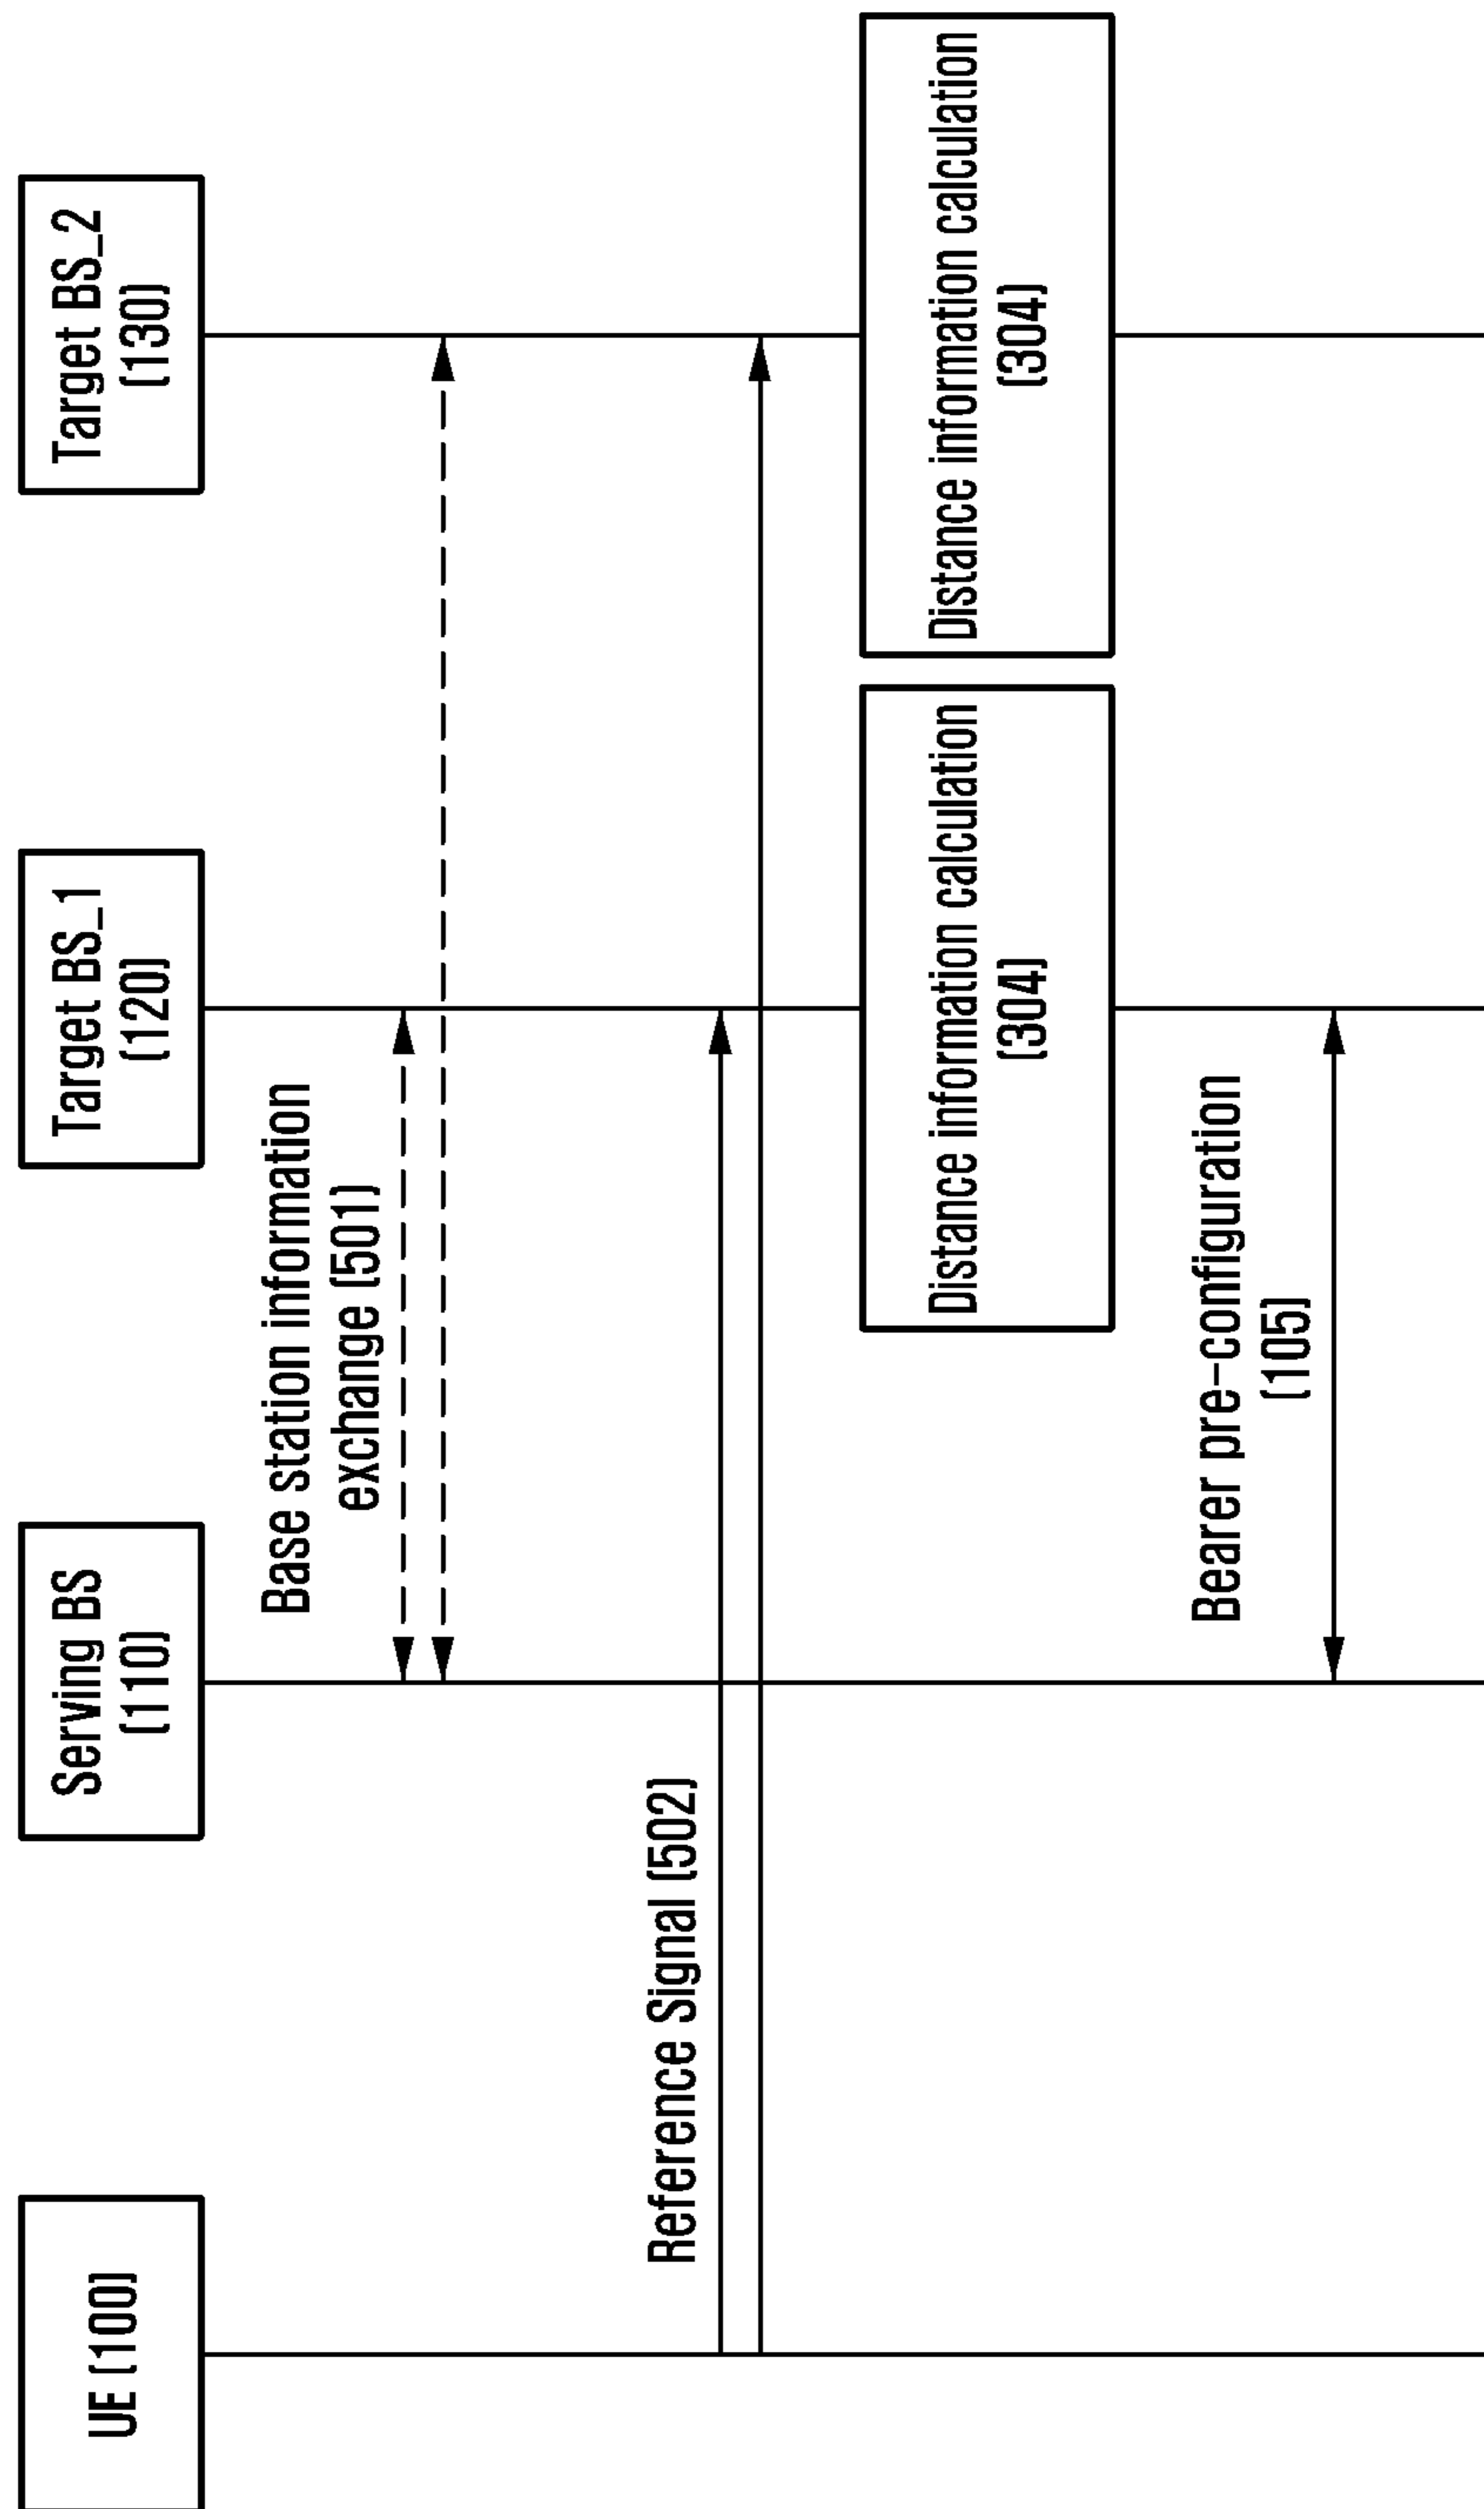 UE (100)
Serving BS
(110)
Target BS_1
(120)
Target BS_2
(130)
Base station information
exchange (501)
Reference Signal (502)
Distance information calculation
(304)
Distance information calculation
(304)
Bearer pre-configuration
(105)